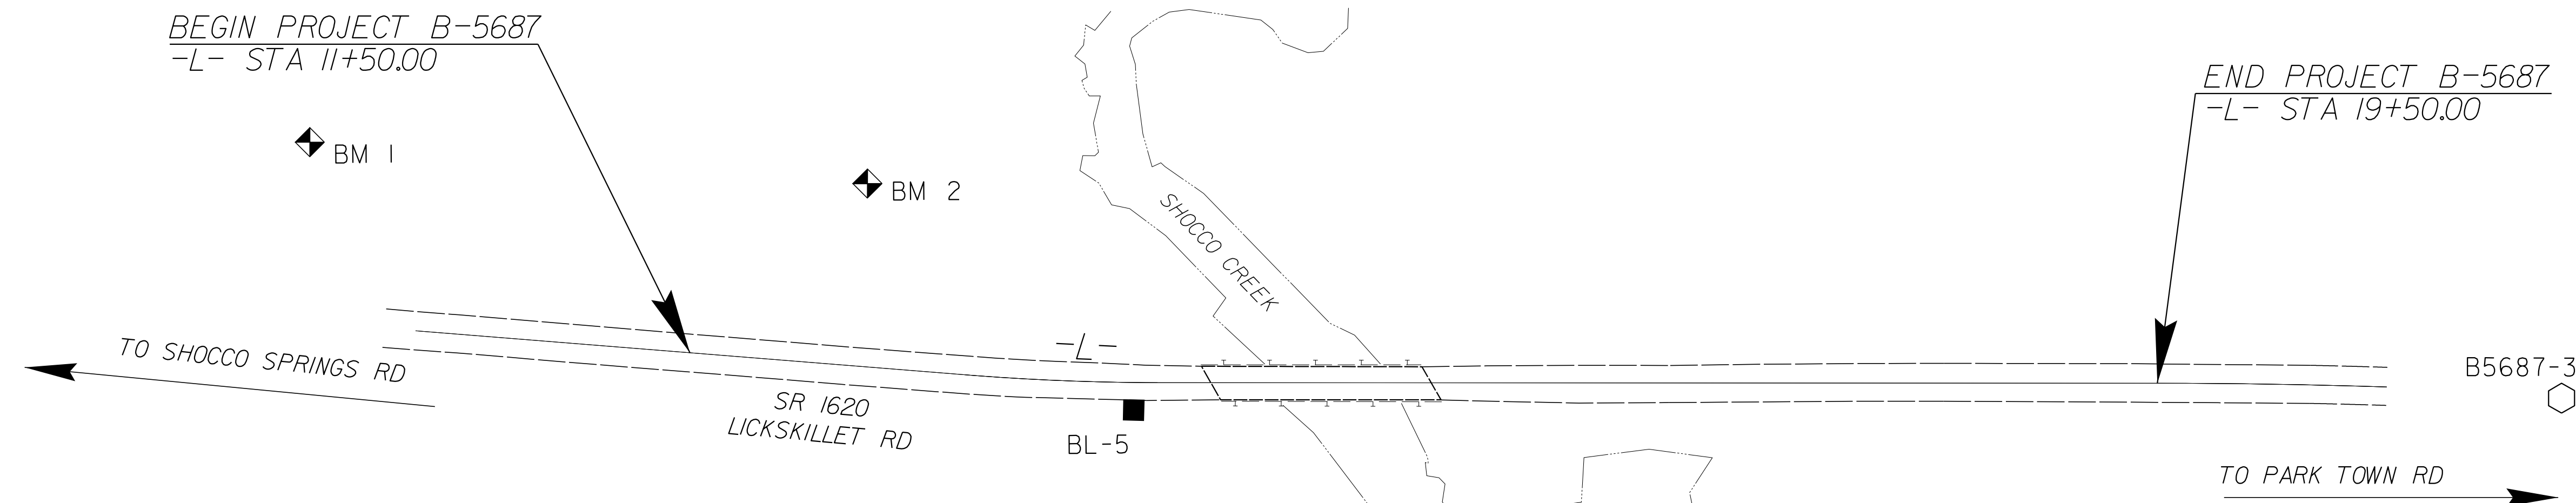 BEGIN PROJECT B-5687
-L- STA 11+50.00
END PROJECT B-5687
-L- STA 19+50.00
BM 1
BM 2
SHOCCO CREEK
-L-
TO SHOCCO SPRINGS RD
SR 1620
LICKSKILLET RD
BL-5
B5687-3
TO PARK TOWN RD